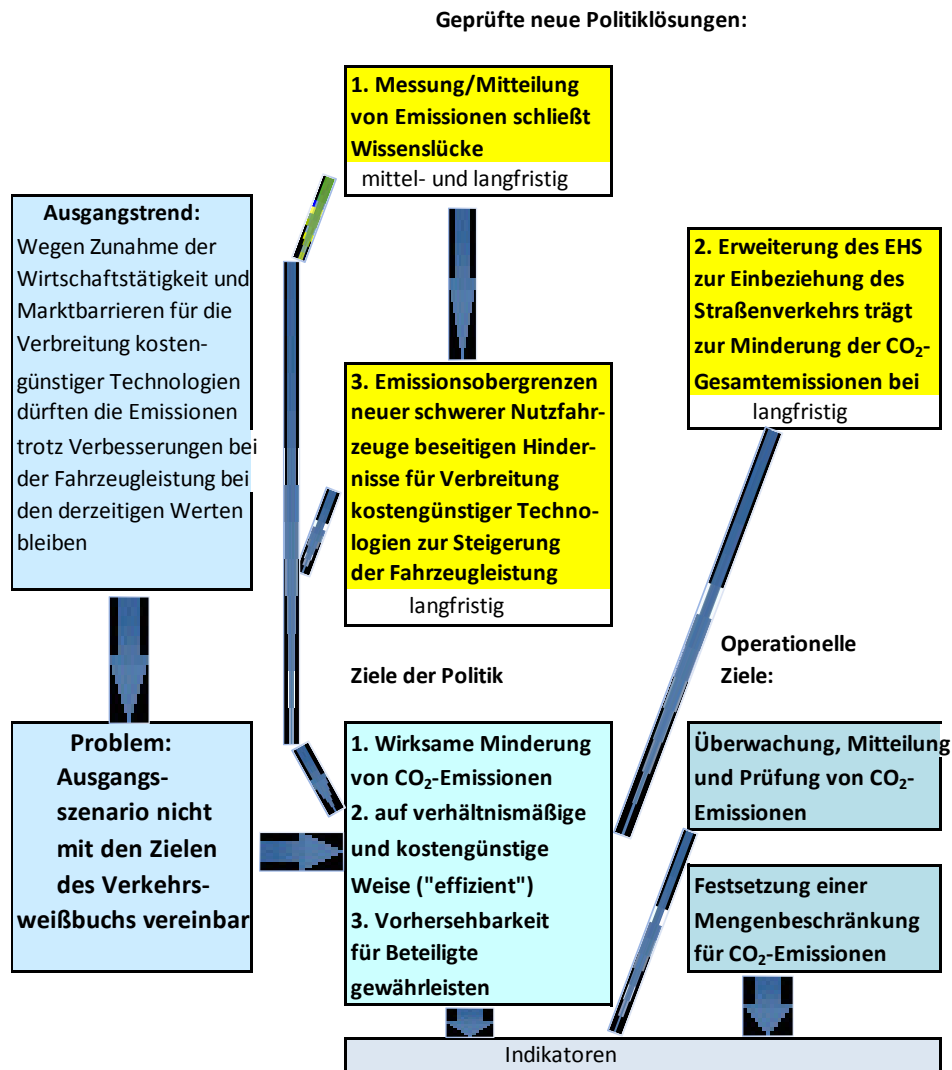 Geprüfte neue Politiklösungen:
1. Messung/Mitteilung
von Emissionen schließt
Wissenslücke
mittel- und langfristig
Ausgangstrend:
Wegen Zunahme der
Wirtschaftstätigkeit und
Marktbarrieren für die
Verbreitung kosten-
günstiger Technologien
dürften die Emissionen
trotz Verbesserungen bei
der Fahrzeugleistung bei
den derzeitigen Werten
bleiben
2. Erweiterung des EHS
zur Einbeziehung des
Straßenverkehrs trägt
zur Minderung der CO₂-
Gesamtemissionen bei
langfristig
3. Emissionsobergrenzen
neuer schwerer Nutzfahr-
zeuge beseitigen Hinder-
nisse für Verbreitung
kostengünstiger Techno-
logien zur Steigerung
der Fahrzeugleistung
langfristig
Ziele der Politik
Operationelle
Ziele:
Problem:
Ausgangs-
szenario nicht
mit den Zielen
des Verkehrs-
weißbuchs vereinbar
1. Wirksame Minderung
von CO₂-Emissionen
2. auf verhältnismäßige
und kostengünstige
Weise ("effizient")
3. Vorhersehbarkeit
für Beteiligte
gewährleisten
Überwachung, Mitteilung
und Prüfung von CO₂-
Emissionen
Festsetzung einer
Mengenbeschränkung
für CO₂-Emissionen
Indikatoren